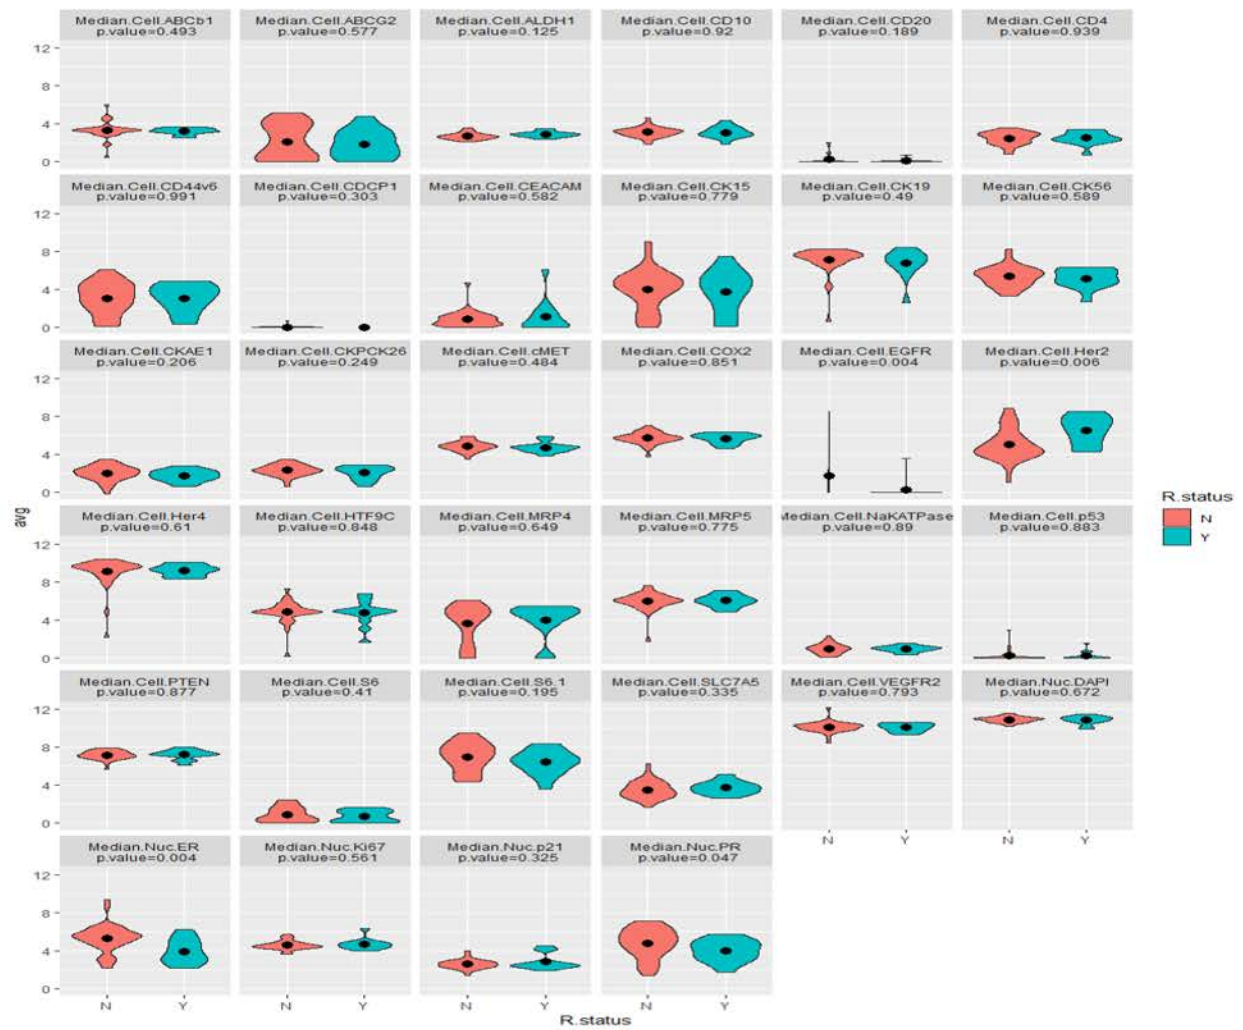 Median.Cell.ABCb1 Median.Cell.ABCG2 Median.Cell.ALDH1 Median.Cell.CD10 Median.Cell.CD20 Median.Cell.CD4
p.value=0.493 p.value=0.577 p.value=0.125 p.value=0.92 p.value=0.189 p.value=0.939
12
8
4
0
Median.Cell.CD44v6 Median.Cell.CDCP1 Median.Cell.CEACAM Median.Cell.CK15 Median.Cell.CK19 Median.Cell.CK56
p.value=0.991 p.value=0.303 p.value=0.582 p.value=0.779 p.value=0.49 p.value=0.589
12
8
4
0
Median.Cell.CKAE1 Median.Cell.CKPCK26 Median.Cell.cMET Median.Cell.COX2 Median.Cell.EGFR Median.Cell.Her2
p.value=0.206 p.value=0.249 p.value=0.484 p.value=0.851 p.value=0.004 p.value=0.006
12
8
4
0
avg
Median.Cell.Her4 Median.Cell.HTF9C Median.Cell.MRP4 Median.Cell.MRP5 Median.Cell.NaKATPase Median.Cell.p53
p.value=0.61 p.value=0.848 p.value=0.649 p.value=0.775 p.value=0.89 p.value=0.883
12
8
4
0
Median.Cell.PTEN Median.Cell.S6 Median.Cell.S6.1 Median.Cell.SLC7A5 Median.Cell.VEGFR2 Median.Nuc.DAPI
p.value=0.877 p.value=0.41 p.value=0.195 p.value=0.335 p.value=0.793 p.value=0.672
12
8
4
0
N Y N Y
Median.Nuc.ER Median.Nuc.Ki67 Median.Nuc.p21 Median.Nuc.PR
p.value=0.004 p.value=0.561 p.value=0.325 p.value=0.047
12
8
4
0
N Y N Y N Y N Y
R.status
R.status
N
Y